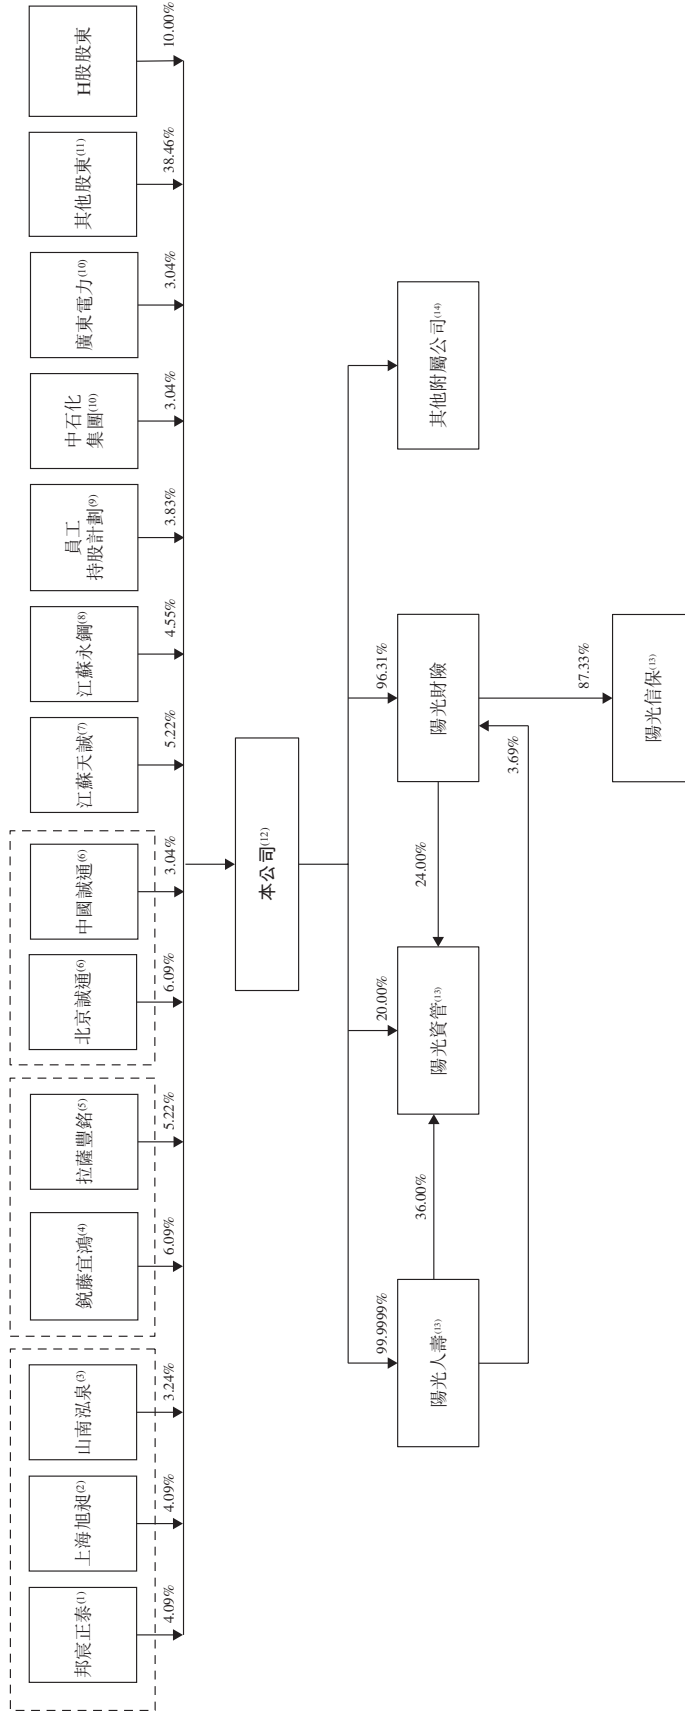 邦宸正泰(1)
上海旭昶(2)
山南泓泉(3)
銳藤宜鴻(4)
拉薩豐銘(5)
北京誠通(6)
中國誠通(6)
江蘇天誠(7)
江蘇永鋼(8)
員工
持股計劃(9)
中石化
集團(10)
廣東電力(10)
其他股東(11)
H股股東
4.09%
4.09%
3.24%
6.09%
5.22%
6.09%
3.04%
5.22%
4.55%
3.83%
3.04%
3.04%
38.46%
10.00%
本公司(12)
99.9999%
20.00%
96.31%
陽光人壽(13)
36.00%
陽光資管(13)
24.00%
陽光財險
其他附屬公司(14)
3.69%
87.33%
陽光信保(13)